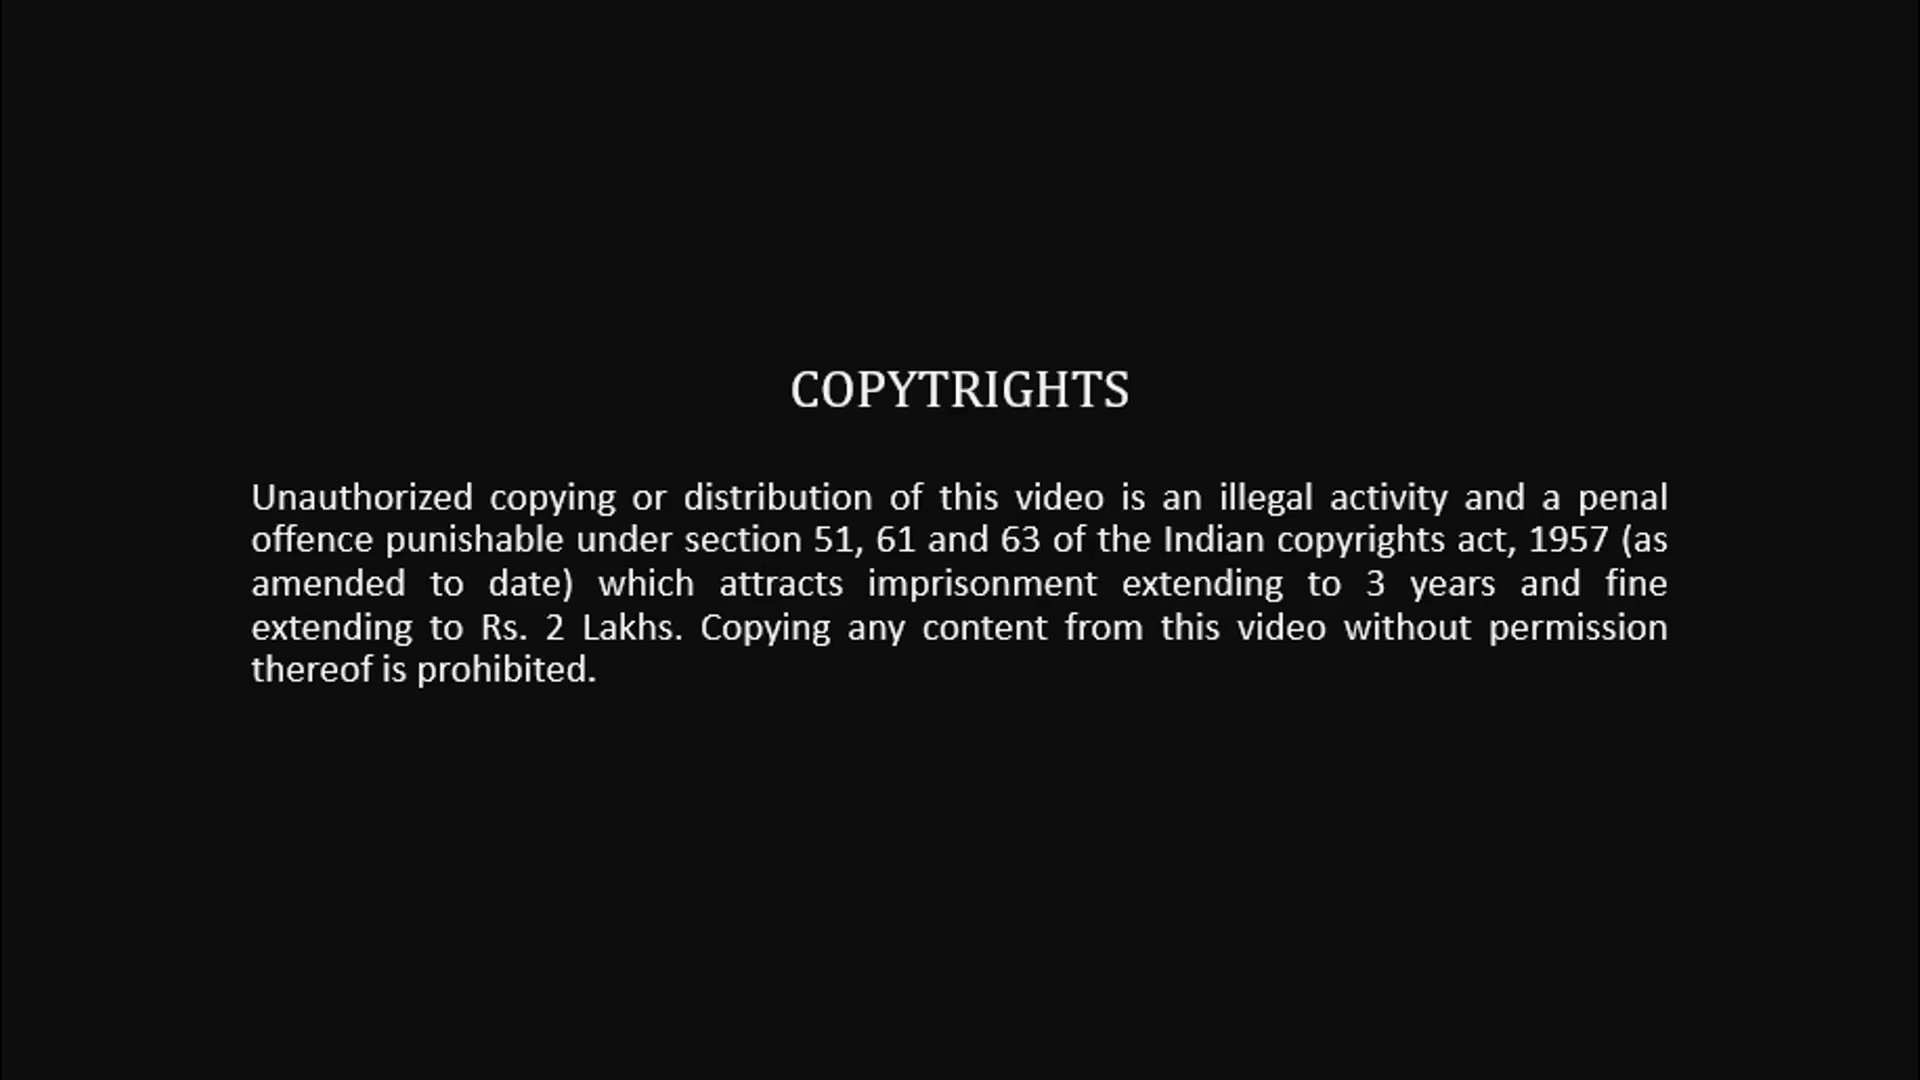 COPYTRIGHTS
Unauthorized copying or distribution of this video is an illegal activity and a penal
offence punishable under section 51, 61 and 63 of the Indian copyrights act, 1957 (as
amended to date) which attracts imprisonment extending to 3 years and fine
extending to Rs. 2 Lakhs. Copying any content from this video without permission
thereof is prohibited.